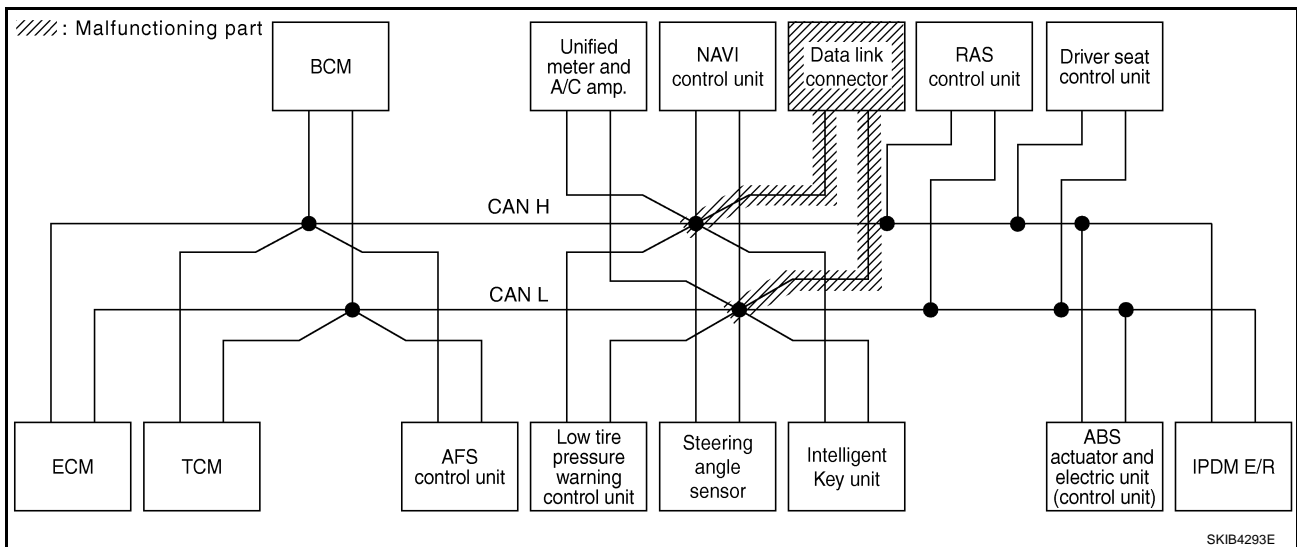 : Malfunctioning part
BCM
Unified
meter and
A/C amp.
NAVI
control unit
Data link
connector
RAS
control unit
Driver seat
control unit
CAN H
CAN L
ECM
TCM
AFS
control unit
Low tire
pressure
warning
control unit
Steering
angle
sensor
Intelligent
Key unit
ABS
actuator and
electric unit
(control unit)
IPDM E/R
SKIB4293E